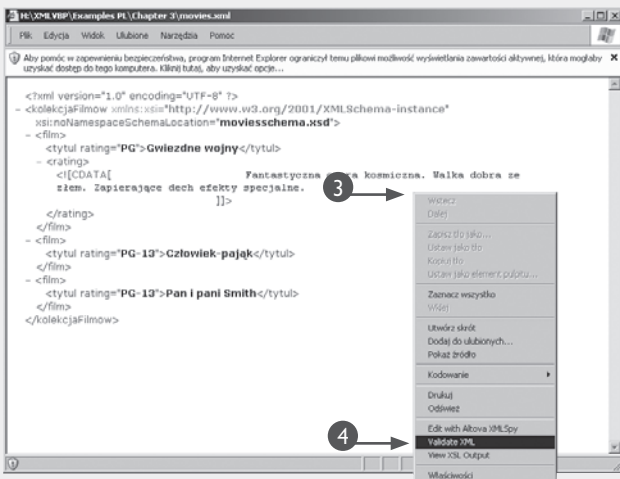 H:\XMLVBP\Examples PL\Chapter 3\movies.xml
Plik Edycja Widok Ulubione Narzędzia Pomoc
Aby pomóc w zapewnieniu bezpieczeństwa, program Internet Explorer ograniczył temu plikowi możliwość wyświetlania zawartości aktywnej, która mogłaby
uzyskać dostęp do tego komputera. Kliknij tutaj, aby uzyskać opcje...
<?xml version="1.0" encoding="UTF-8" ?>
- <kolekcjaFilmow xmlns:xsi="http://www.w3.org/2001/XMLSchema-instance"
xsi:noNamespaceSchemaLocation="moviesschema.xsd">
- <film>
<tytul rating="PG">Gwiezdne wojny</tytul>
- <rating>
<![CDATA[ Fantastyczna kosmiczna. Walka dobra ze
złem. Zapierające dech efekty specjalne.
]]>
</rating>
</film>
- <film>
<tytul rating="PG-13">Człowiek-pająk</tytul>
</film>
- <film>
<tytul rating="PG-13">Pan i pani Smith</tytul>
</film>
</kolekcjaFilmow>
3
Wstecz
Dalej
Zapisz tło jako...
Ustaw jako tło
Kopiuj tło
Ustaw jako element pulpitu...
Zaznacz wszystko
Wklej
Utwórz skrót
Dodaj do ulubionych...
Pokaż źródło
Kodowanie
Drukuj
Odśwież
Edit with Altova XMLSpy
4
Validate XML
View XSL Output
Właściwości